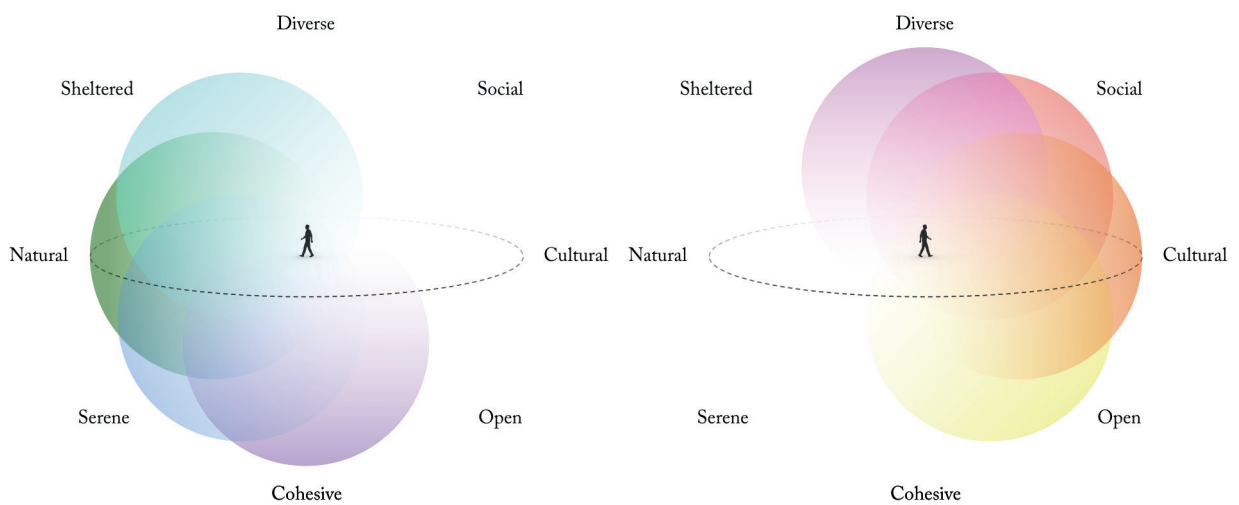 Diverse
Sheltered
Social
Natural
Cultural
Serene
Open
Cohesive
Diverse
Sheltered
Social
Natural
Cultural
Serene
Open
Cohesive